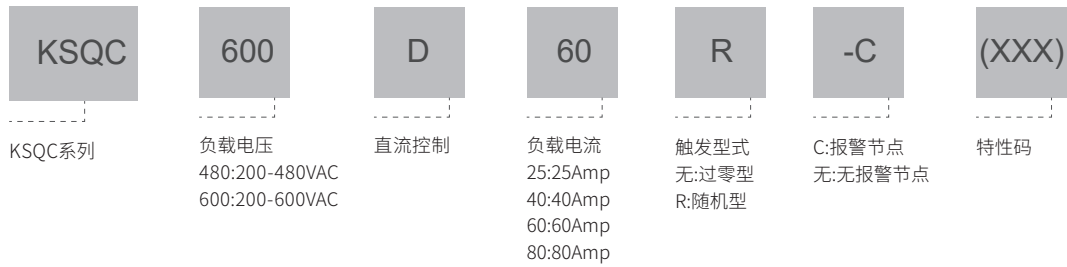 KSQC
600
D
60
R
-C
(XXX)
KSQC系列
负载电压
480:200-480VAC
600:200-600VAC
直流控制
负载电流
25:25Amp
40:40Amp
60:60Amp
80:80Amp
触发型式
无:过零型
R:随机型
C:报警节点
无:无报警节点
特性码